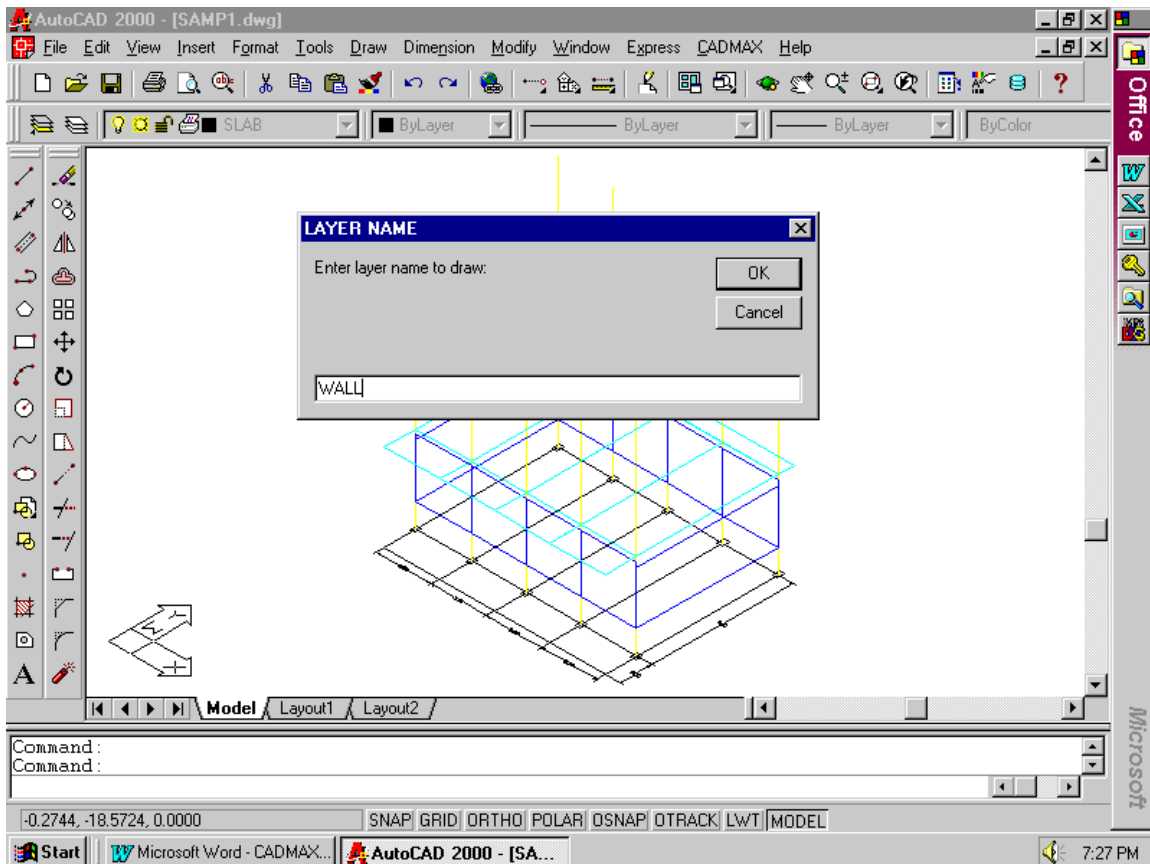 AutoCAD 2000 - [SAMP1.dwg]
File Edit View Insert Format Tools Draw Dimension Modify Window Express CADMAX Help
SLAB ByLayer ByLayer ByLayer ByColor
Office
LAYER NAME
Enter layer name to draw:
OK
Cancel
WALL
A
Model Layout1 Layout2
Command:
Command:
Microsoft
-0.2744, -18.5724, 0.0000 SNAP GRID ORTHO POLAR OSNAP OTRACK LWT MODEL
Start Microsoft Word - CADMAX... AutoCAD 2000 - [SA... 7:27 PM